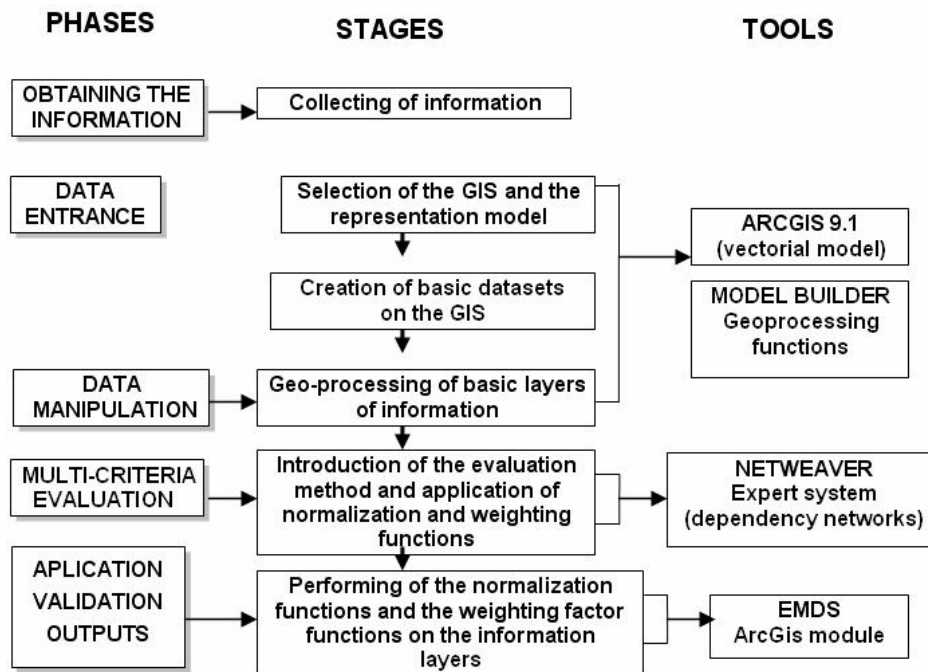 PHASES
STAGES
TOOLS
OBTAINING THE
INFORMATION
Collecting of information
DATA
ENTRANCE
Selection of the GIS and the
representation model
Creation of basic datasets
on the GIS
ARCGIS 9.1
(vectorial model)
MODEL BUILDER
Geoprocessing
functions
DATA
MANIPULATION
Geo-processing of basic layers
of information
MULTI-CRITERIA
EVALUATION
Introduction of the evaluation
method and application of
normalization and weighting
functions
NETWEAVER
Expert system
(dependency networks)
APLICATION
VALIDATION
OUTPUTS
Performing of the normalization
functions and the weighting factor
functions on the information
layers
EMDS
ArcGis module